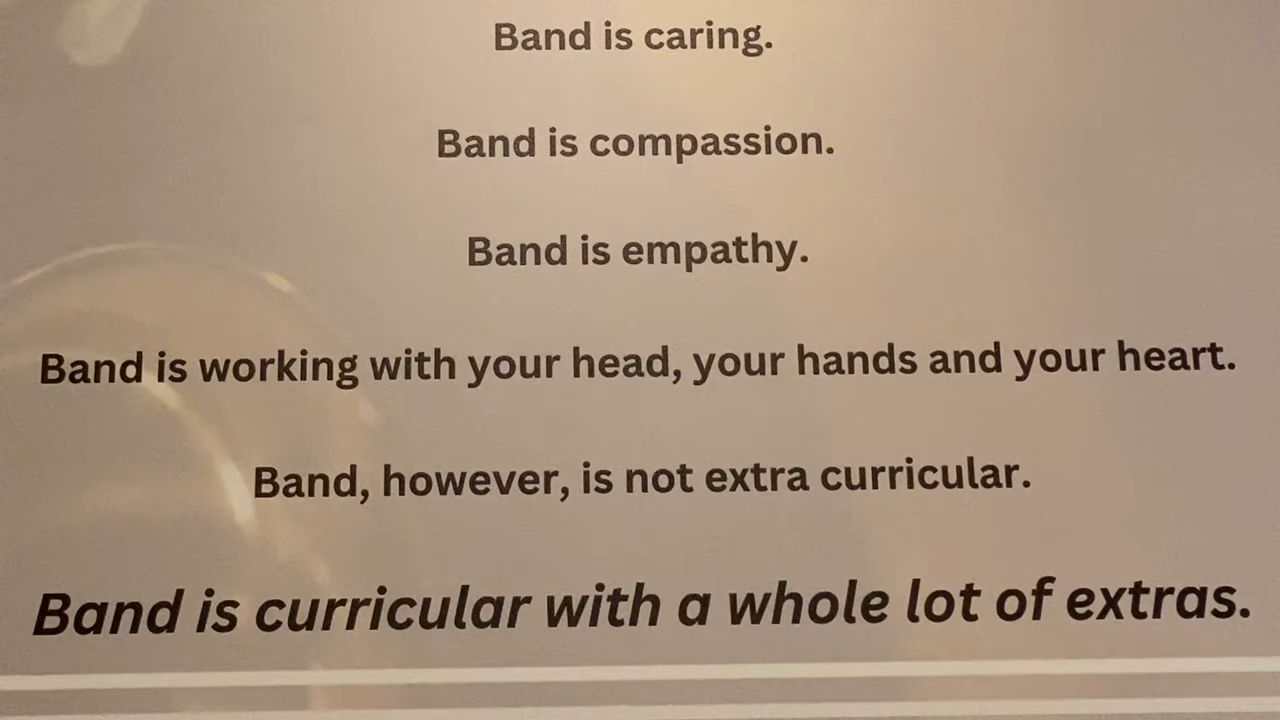 Band is caring.
Band is compassion.
Band is empathy.
Band is working with your head, your hands and your heart.
Band, however, is not extra curricular.
Band is curricular with a whole lot of extras.